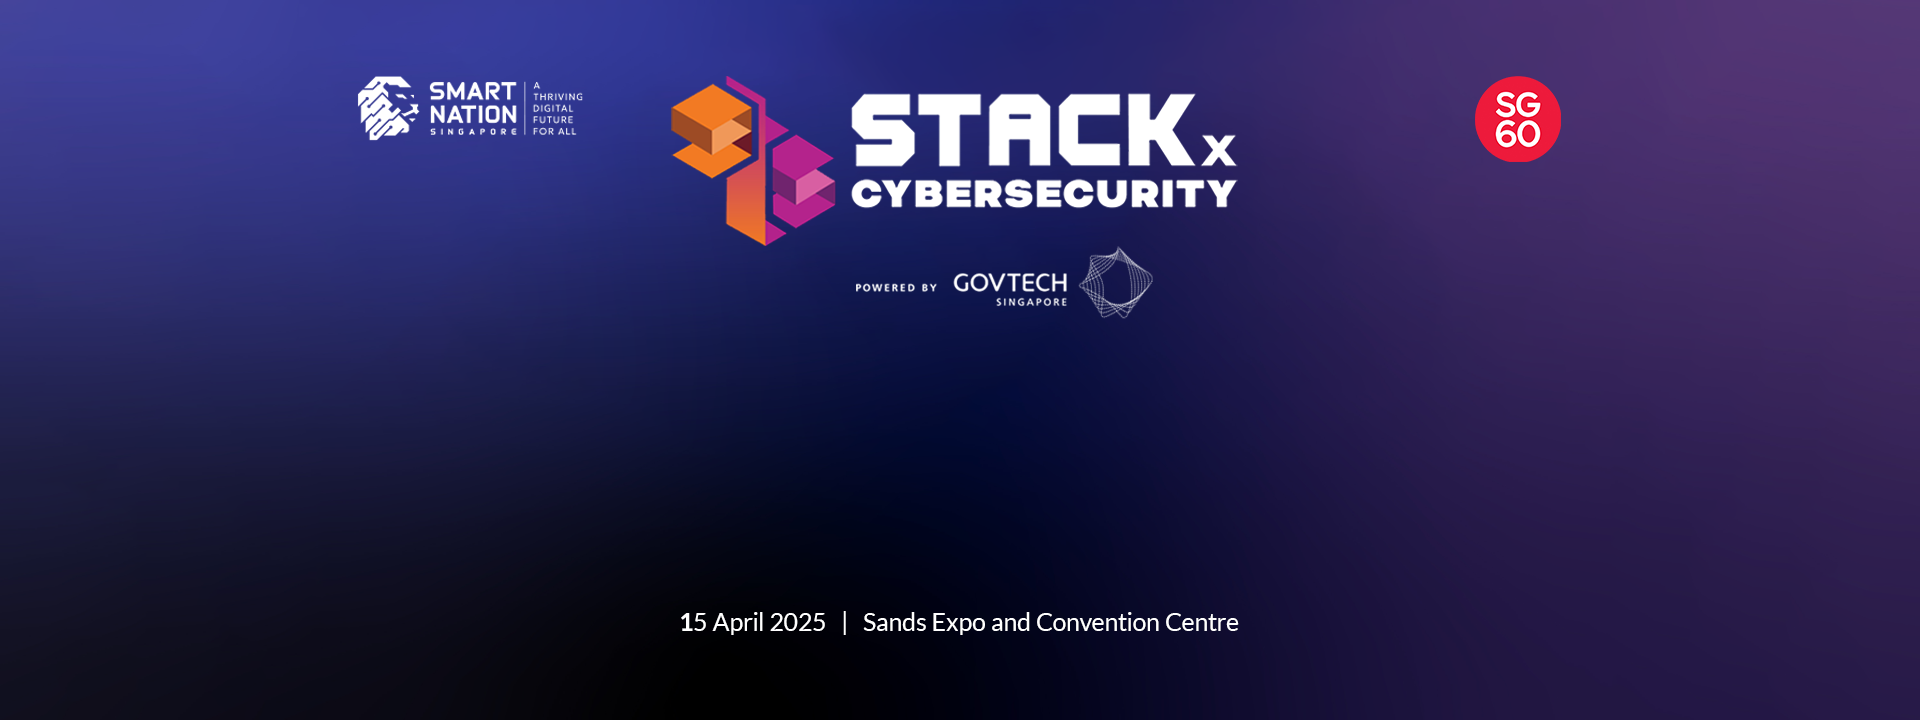 SMART
NATION
SINGAPORE
A
THRIVING
DIGITAL
FUTURE
FOR ALL
STACK x
CYBERSECURITY
POWERED BY GOVTECH
SINGAPORE
SG
60
15 April 2025 | Sands Expo and Convention Centre